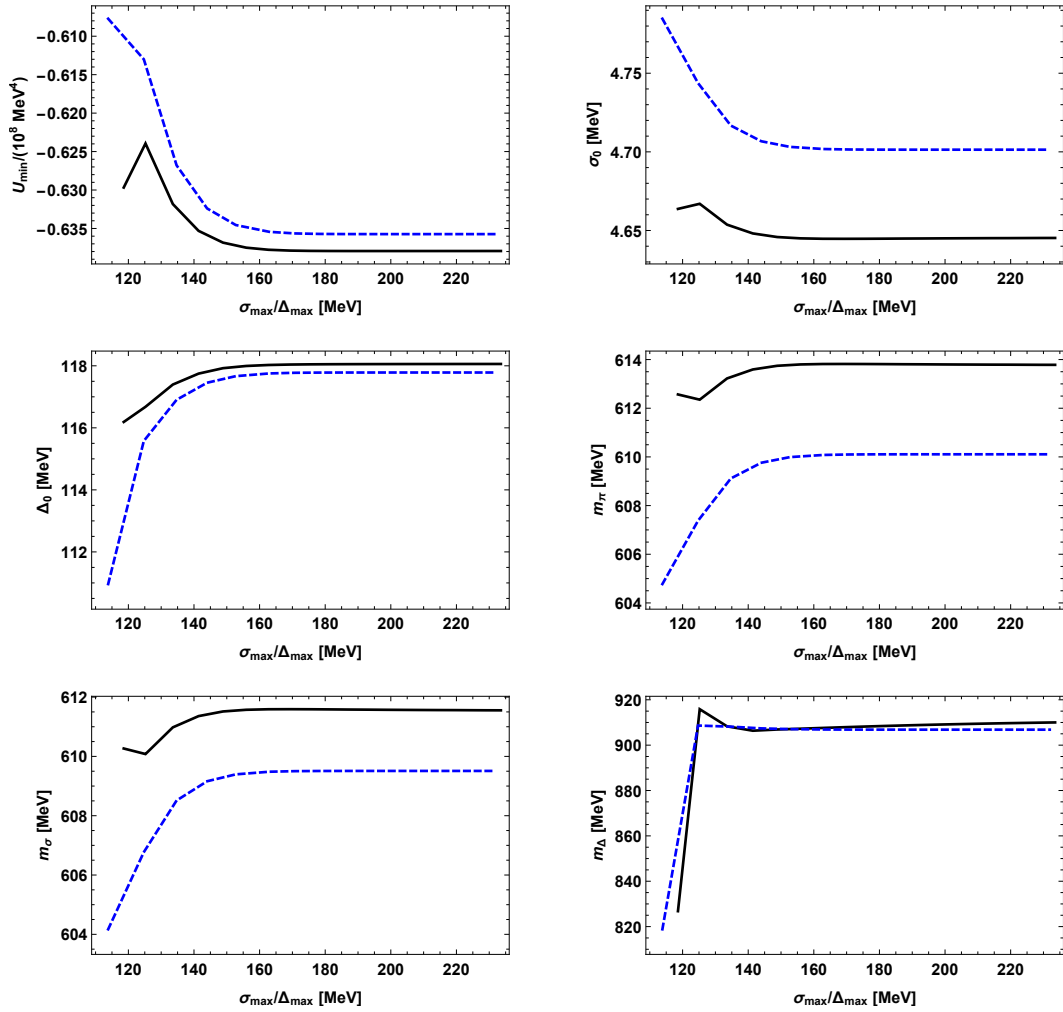 U_min/(10^8 MeV^4)
−0.610
−0.615
−0.620
−0.625
−0.630
−0.635
120 140 160 180 200 220
σ_max/Δ_max [MeV]
σ_0 [MeV]
4.75
4.70
4.65
120 140 160 180 200 220
σ_max/Δ_max [MeV]
Δ_0 [MeV]
118
116
114
112
120 140 160 180 200 220
σ_max/Δ_max [MeV]
m_π [MeV]
614
612
610
608
606
604
120 140 160 180 200 220
σ_max/Δ_max [MeV]
m_σ [MeV]
612
610
608
606
604
120 140 160 180 200 220
σ_max/Δ_max [MeV]
m_Δ [MeV]
920
900
880
860
840
820
120 140 160 180 200 220
σ_max/Δ_max [MeV]